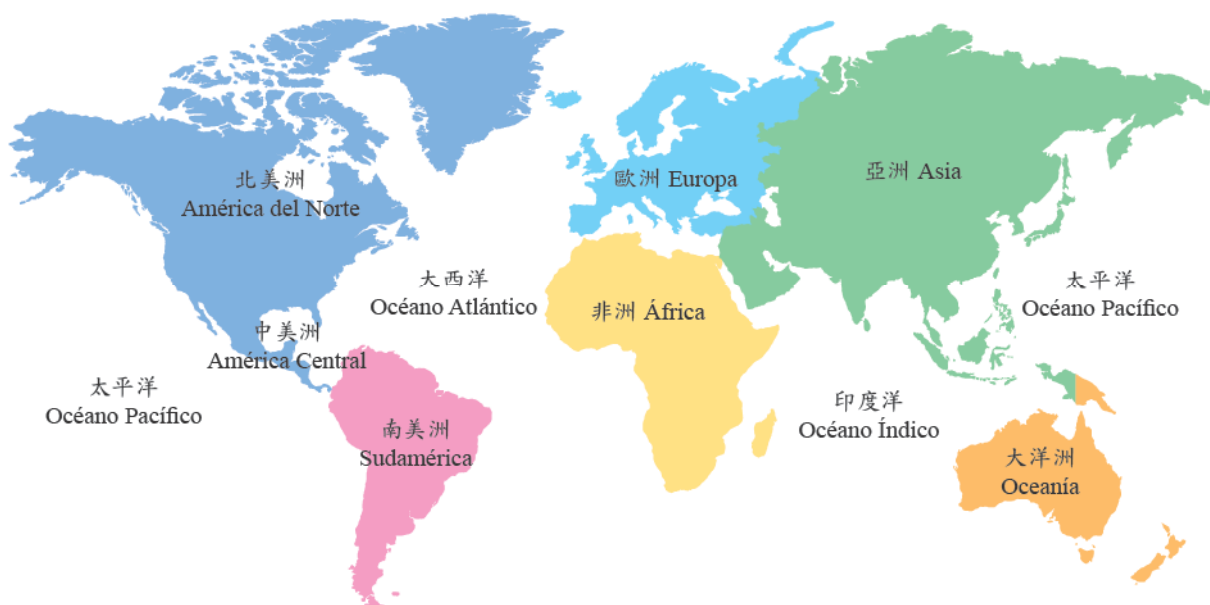 北美洲
América del Norte
歐洲 Europa
亞洲 Asia
大西洋
Océano Atlántico
非洲 África
太平洋
Océano Pacífico
中美洲
América Central
太平洋
Océano Pacífico
南美洲
Sudamérica
印度洋
Océano Índico
大洋洲
Oceanía